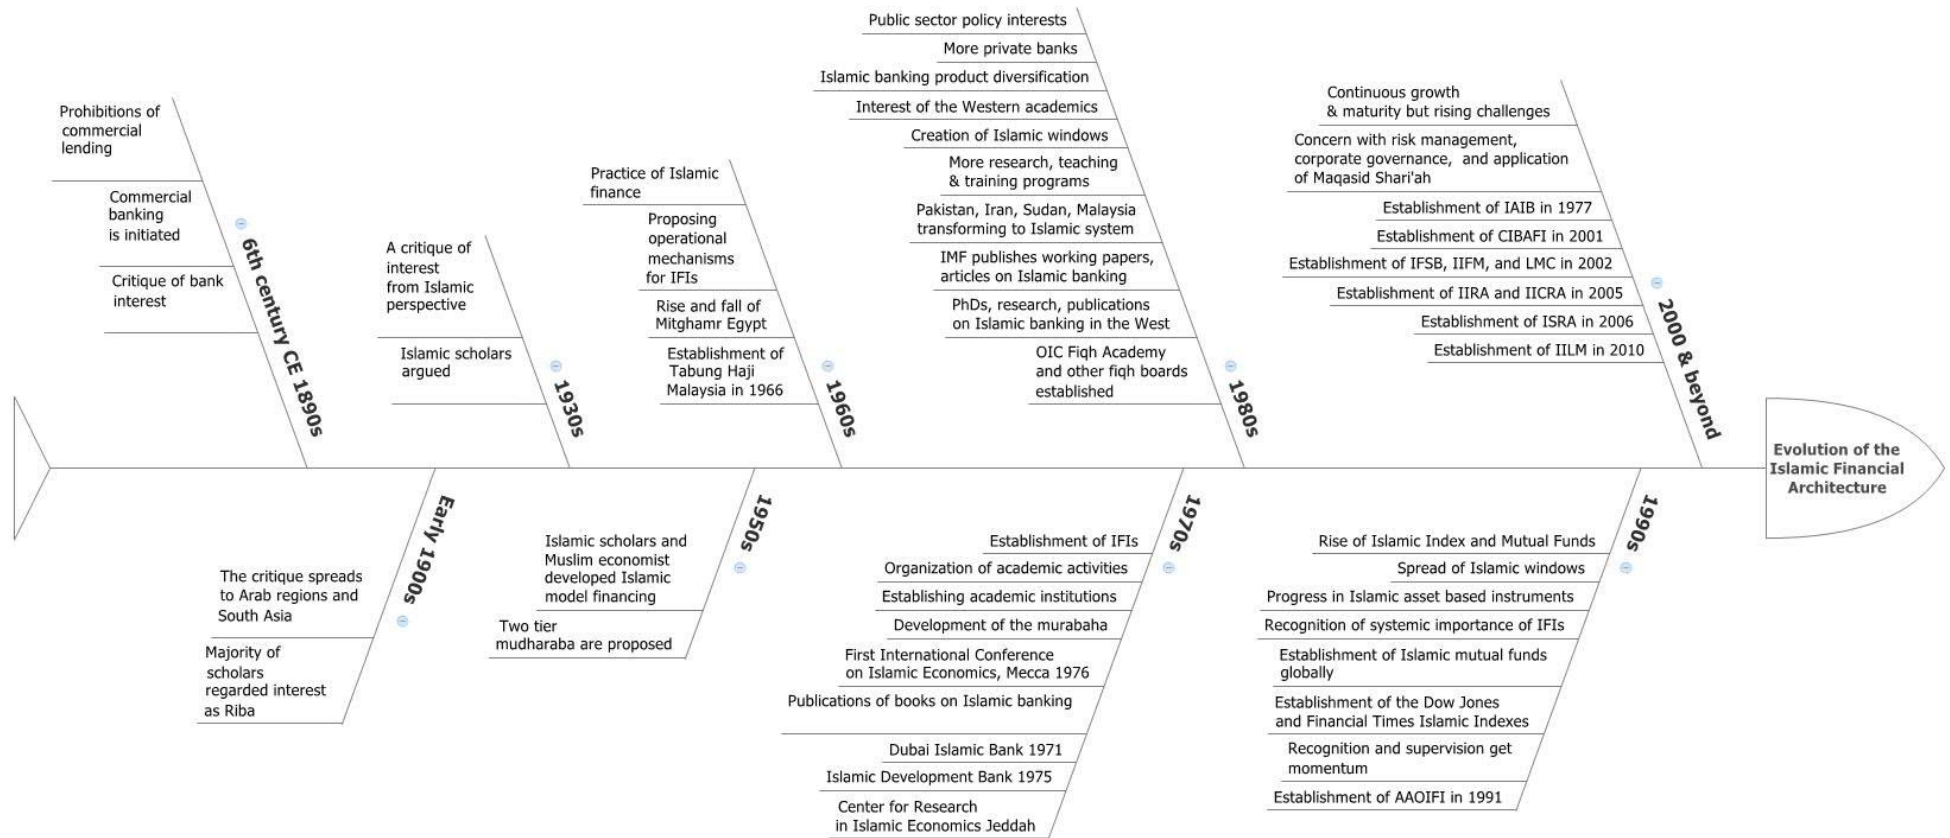 Prohibitions of
commercial
lending
Commercial
banking
is initiated
Critique of bank
interest
6th century CE 1890s
The critique spreads
to Arab regions and
South Asia
Majority of
scholars
regarded interest
as Riba
Early 1900s
A critique of
interest
from Islamic
perspective
Islamic scholars
argued
1930s
Islamic scholars and
Muslim economist
developed Islamic
model financing
Two tier
mudharaba are proposed
1950s
Practice of Islamic
finance
Proposing
operational
mechanisms
for IFIs
Rise and fall of
Mitghamr Egypt
Establishment of
Tabung Haji
Malaysia in 1966
1960s
Establishment of IFIs
Organization of academic activities
Establishing academic institutions
Development of the murabaha
First International Conference
on Islamic Economics, Mecca 1976
Publications of books on Islamic banking
Dubai Islamic Bank 1971
Islamic Development Bank 1975
Center for Research
in Islamic Economics Jeddah
1970s
Public sector policy interests
More private banks
Islamic banking product diversification
Interest of the Western academics
Creation of Islamic windows
More research, teaching
& training programs
Pakistan, Iran, Sudan, Malaysia
transforming to Islamic system
IMF publishes working papers,
articles on Islamic banking
PhDs, research, publications
on Islamic banking in the West
OIC Fiqh Academy
and other fiqh boards
established
1980s
Rise of Islamic Index and Mutual Funds
Spread of Islamic windows
Progress in Islamic asset based instruments
Recognition of systemic importance of IFIs
Establishment of Islamic mutual funds
globally
Establishment of the Dow Jones
and Financial Times Islamic Indexes
Recognition and supervision get
momentum
Establishment of AAOIFI in 1991
1990s
Continuous growth
& maturity but rising challenges
Concern with risk management,
corporate governance, and application
of Maqasid Shari'ah
Establishment of IAIB in 1977
Establishment of CIBAFI in 2001
Establishment of IFSB, IIFM, and LMC in 2002
Establishment of IIRA and IICRA in 2005
Establishment of ISRA in 2006
Establishment of IILM in 2010
2000 & beyond
Evolution of the
Islamic Financial
Architecture